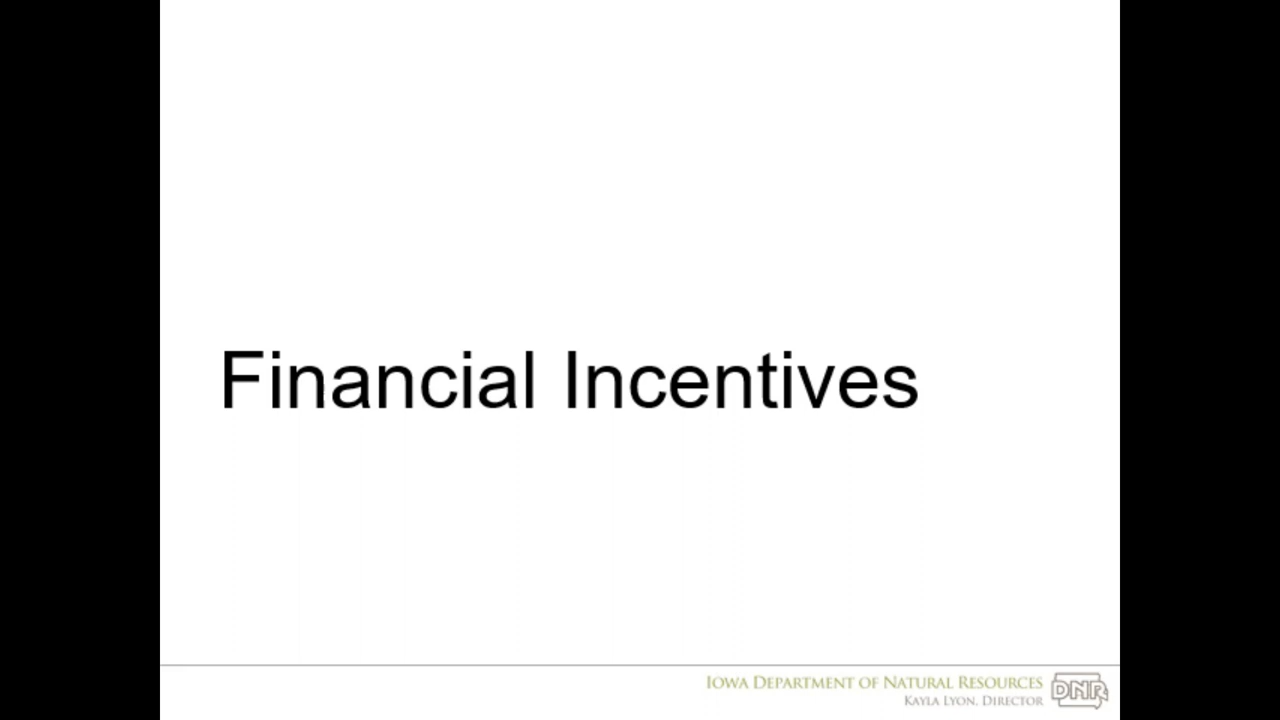 Financial Incentives
Iowa Department of Natural Resources
Kayla Lyon, Director
DNR